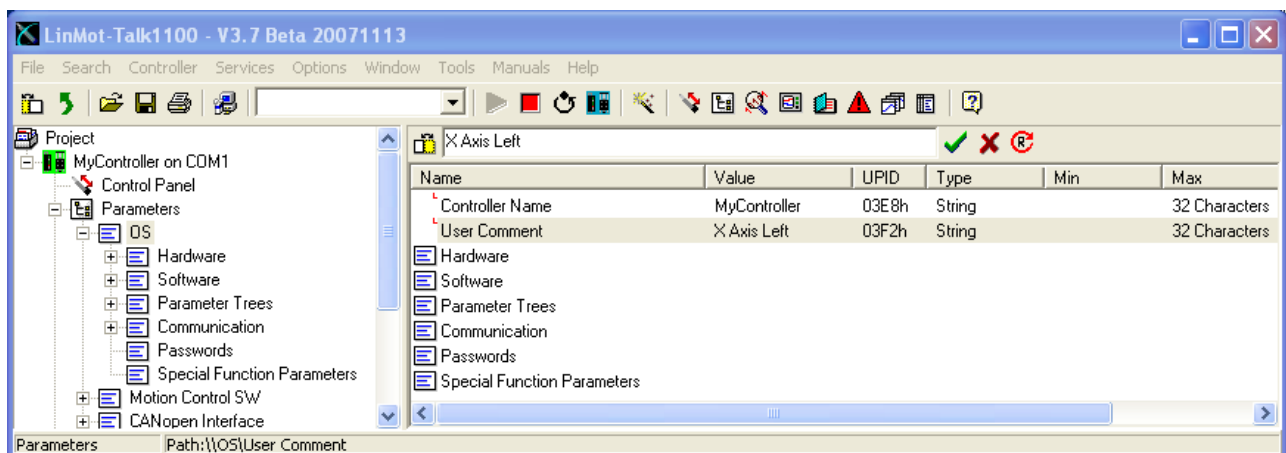 LinMot-Talk1100 - V3.7 Beta 20071113
File Search Controller Services Options Window Tools Manuals Help
Project
MyController on COM1
Control Panel
Parameters
OS
Hardware
Software
Parameter Trees
Communication
Passwords
Special Function Parameters
Motion Control SW
CANopen Interface
X Axis Left
Name Value UPID Type Min Max
Controller Name MyController 03E8h String 32 Characters
User Comment X Axis Left 03F2h String 32 Characters
Hardware
Software
Parameter Trees
Communication
Passwords
Special Function Parameters
Parameters Path:\\OS\User Comment